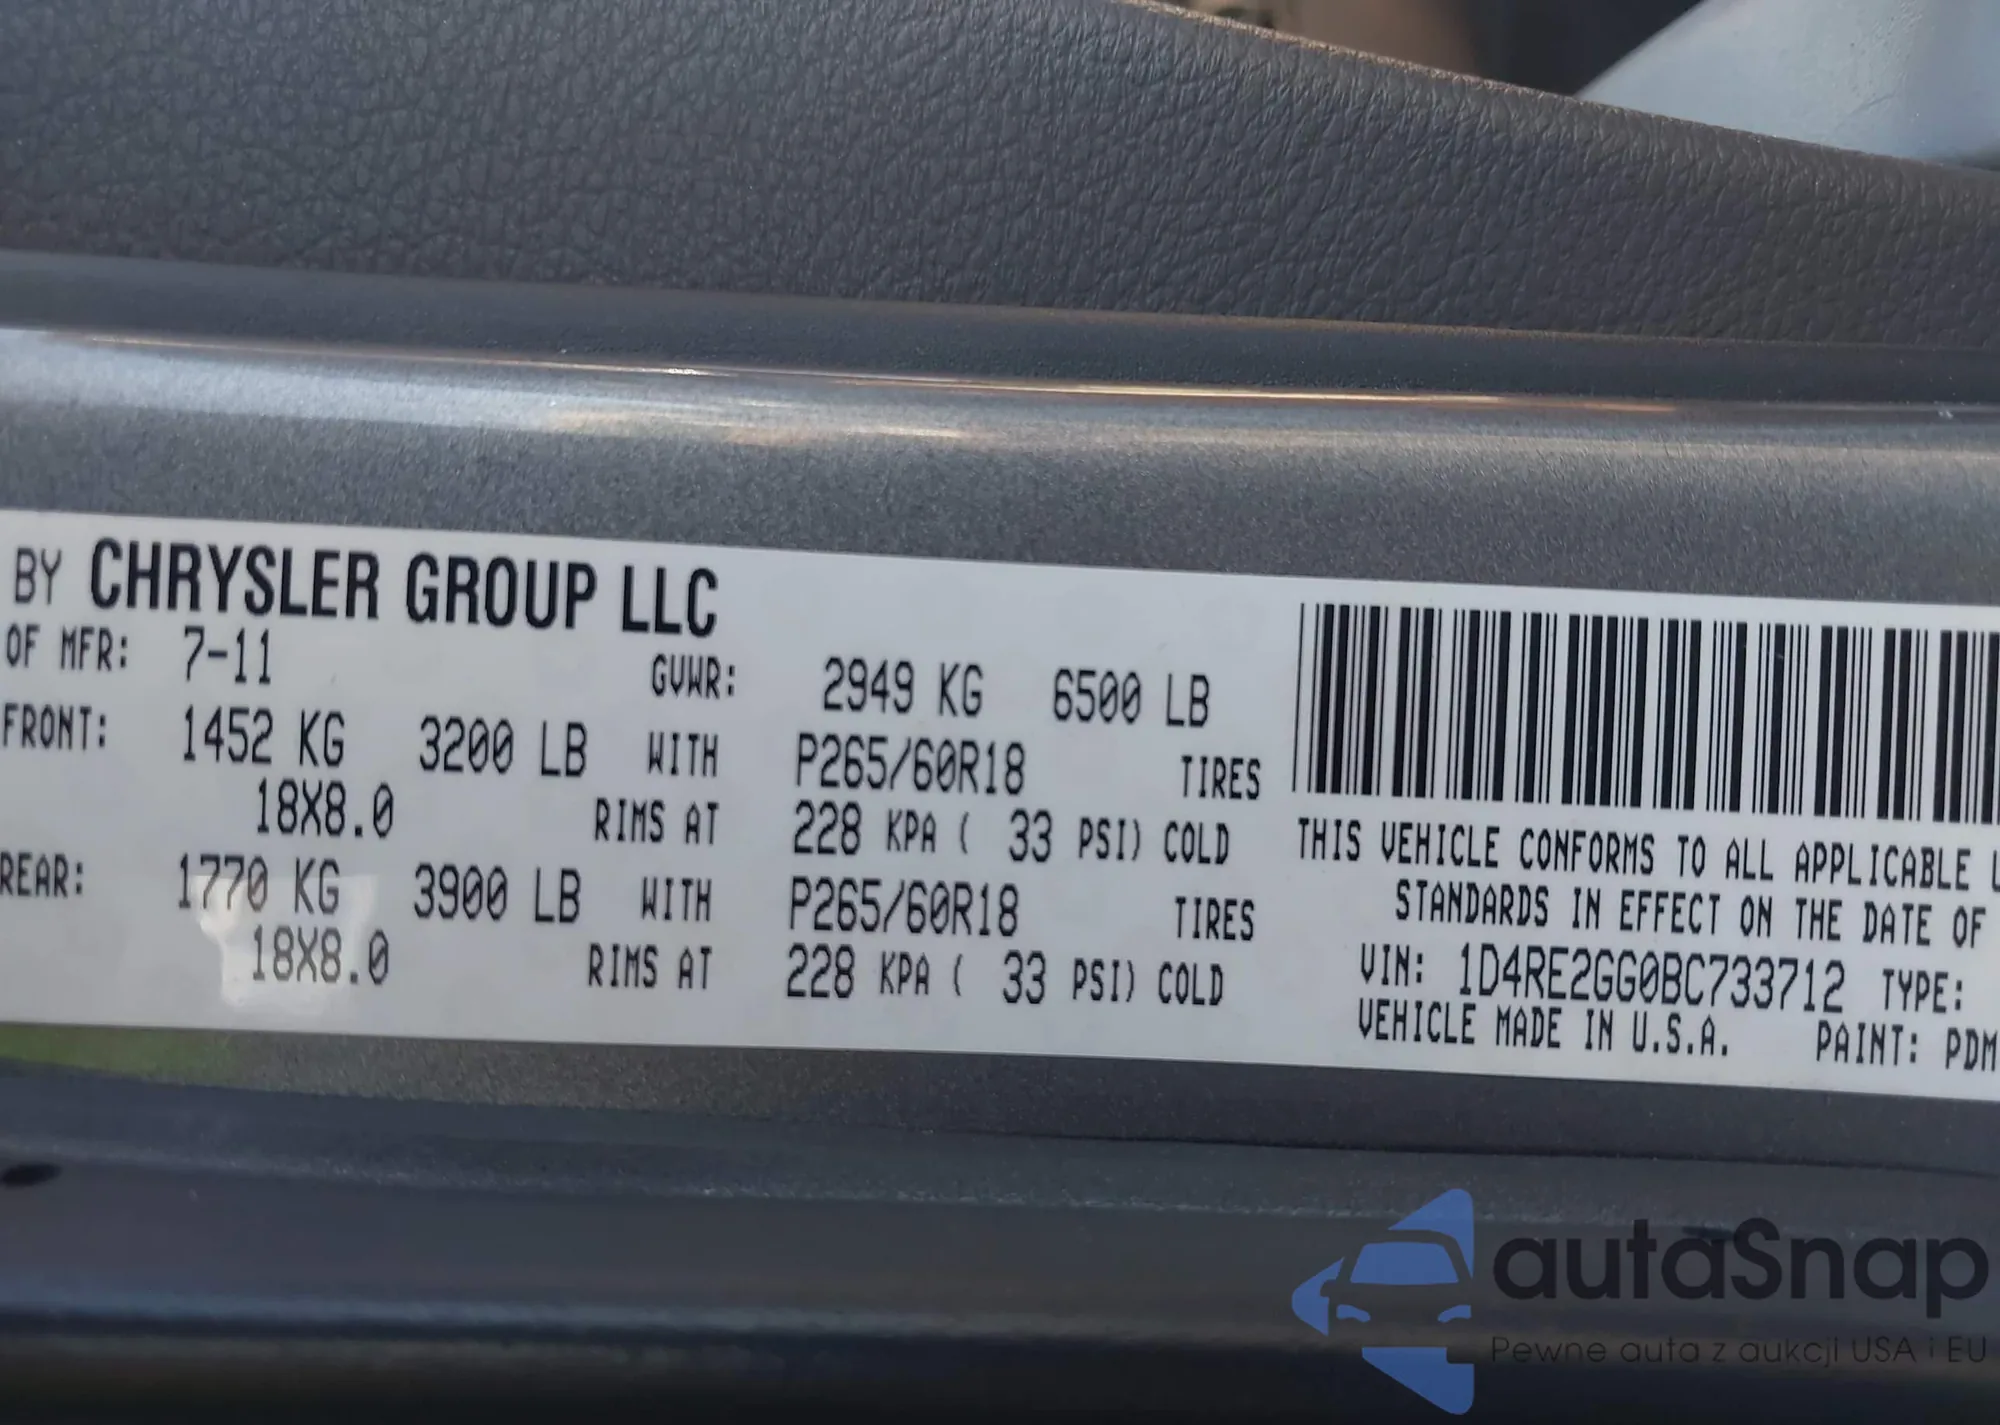 BY CHRYSLER GROUP LLC
OF MFR: 7-11 GVWR: 2949 KG 6500 LB
FRONT: 1452 KG 3200 LB WITH P265/60R18 TIRES
18X8.0 RIMS AT 228 KPA ( 33 PSI) COLD
REAR: 1770 KG 3900 LB WITH P265/60R18 TIRES
18X8.0 RIMS AT 228 KPA ( 33 PSI) COLD
THIS VEHICLE CONFORMS TO ALL APPLICABLE
STANDARDS IN EFFECT ON THE DATE OF
VIN: 1D4RE2GG0BC733712 TYPE:
VEHICLE MADE IN U.S.A. PAINT: PDM
autaSnap
Pewne auta z aukcji USA i EU